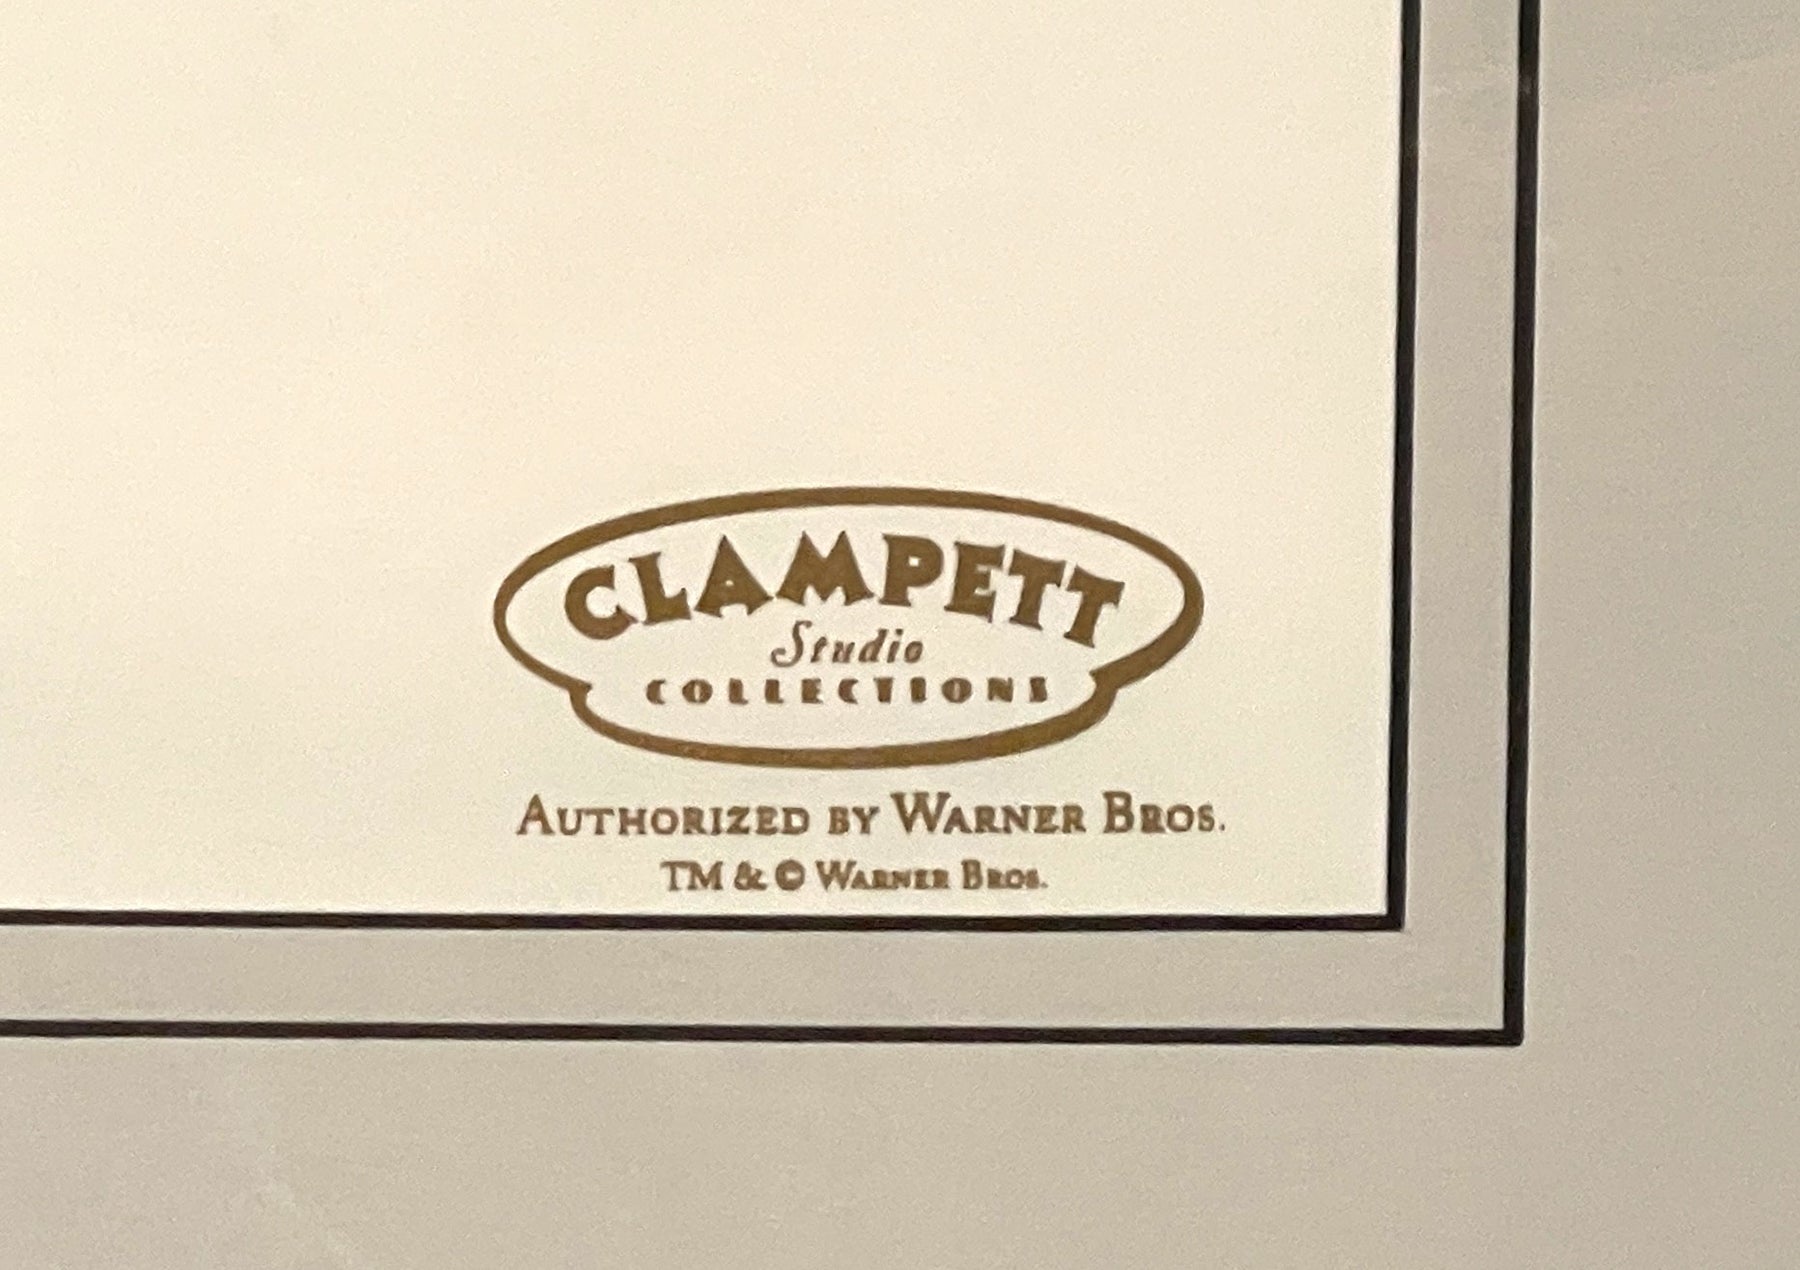 CLAMPETT
Studio
COLLECTIONS
AUTHORIZED BY WARNER BROS.
TM & © WARNER BROS.